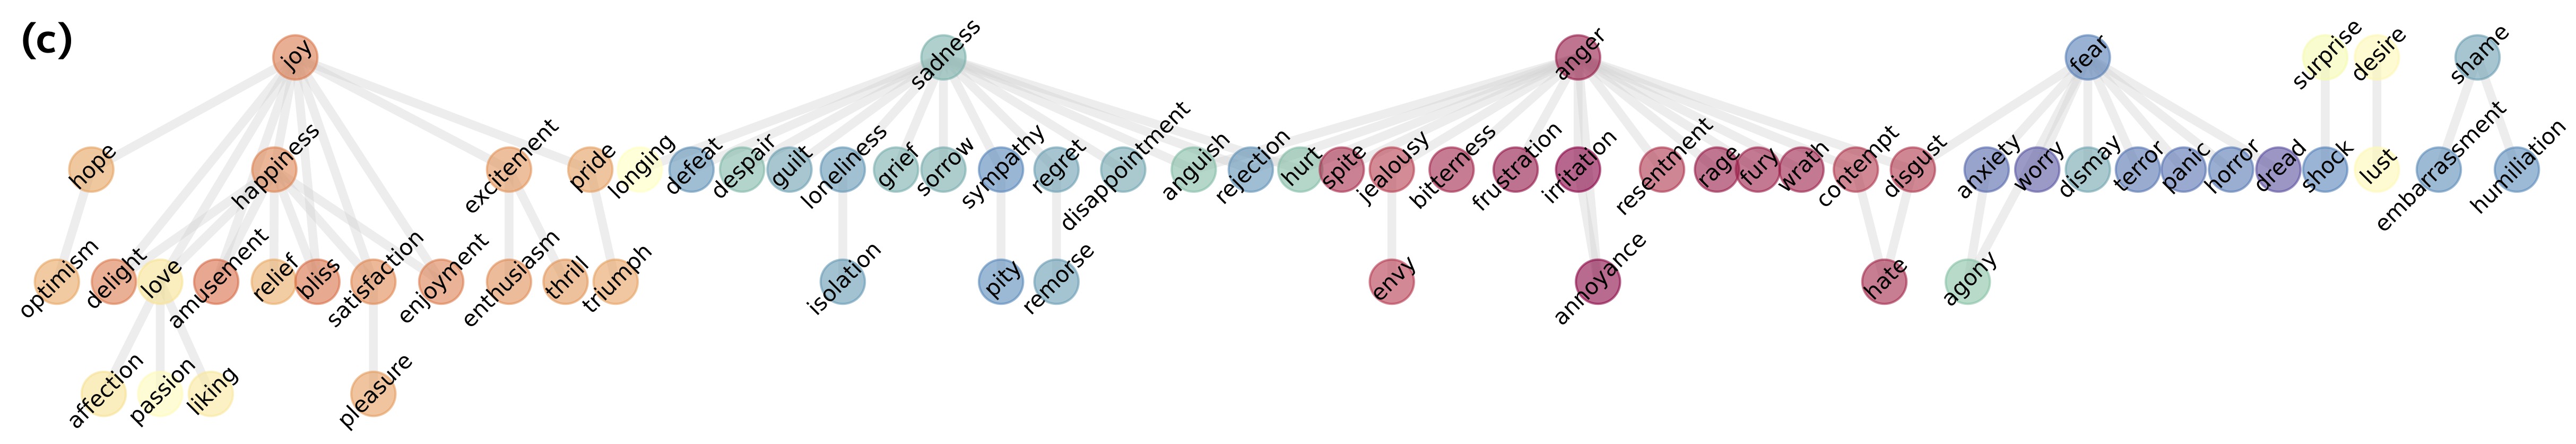 (c)
joy
sadness
anger
fear
surprise
desire
shame
hope
happiness
excitement
pride
longing
defeat
despair
guilt
loneliness
grief
sorrow
sympathy
regret
disappointment
anguish
rejection
hurt
spite
jealousy
bitterness
frustration
irritation
resentment
rage
fury
wrath
contempt
disgust
anxiety
worry
dismay
terror
panic
horror
dread
shock
lust
embarrassment
humiliation
optimism
delight
love
amusement
relief
bliss
satisfaction
enjoyment
enthusiasm
thrill
triumph
isolation
pity
remorse
envy
annoyance
hate
agony
affection
passion
liking
pleasure